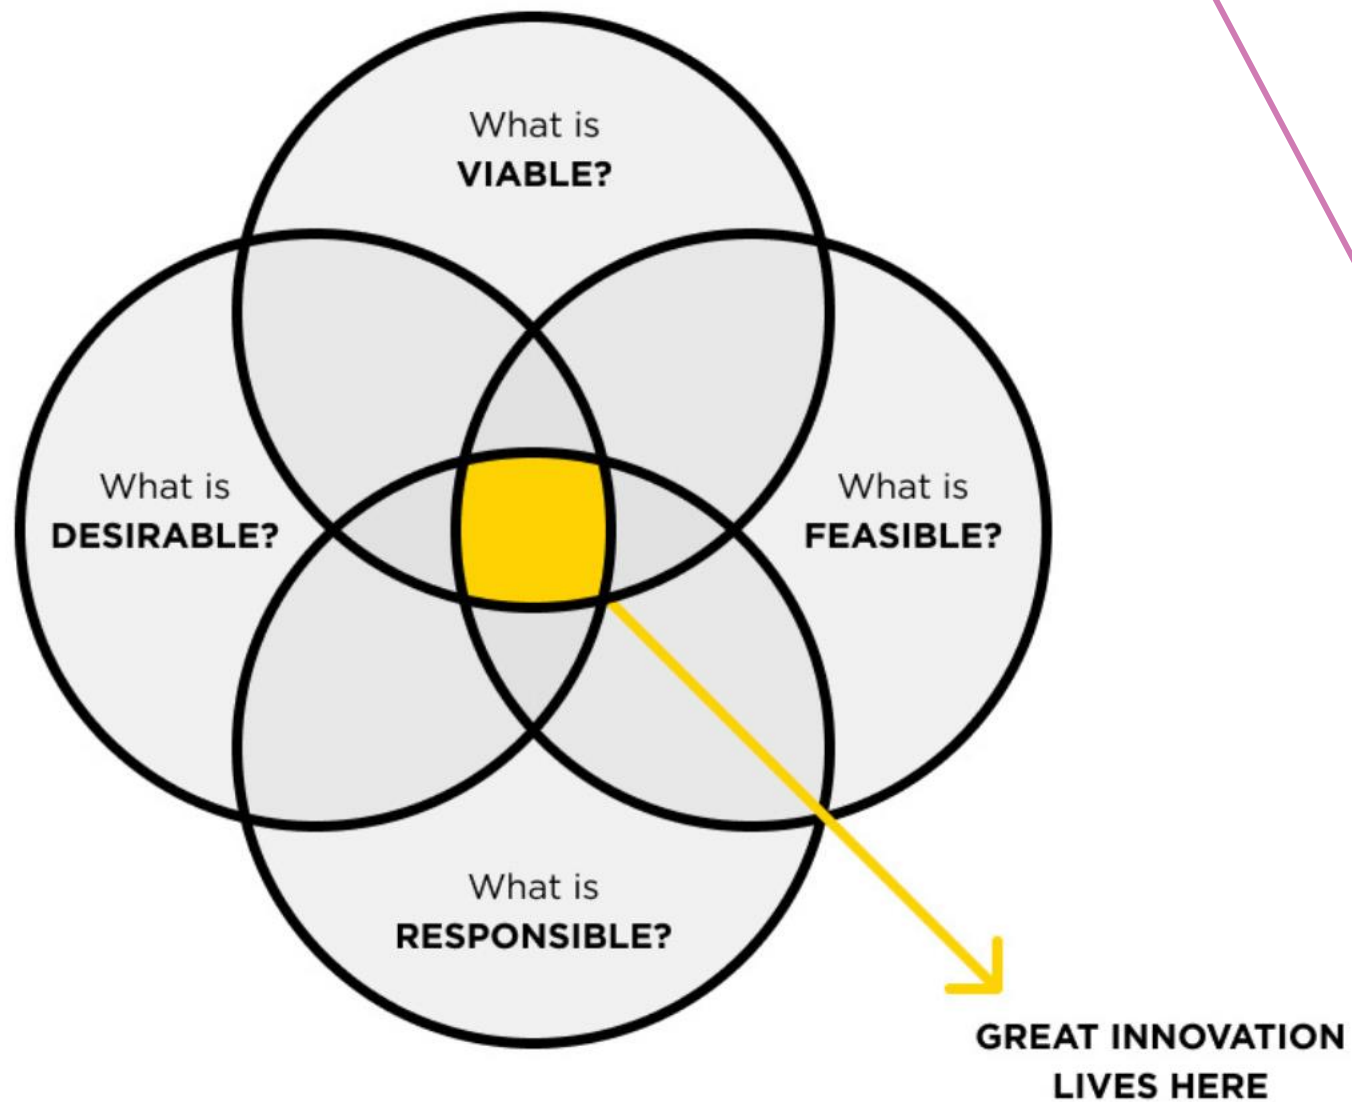 What is
VIABLE?
What is
DESIRABLE?
What is
FEASIBLE?
What is
RESPONSIBLE?
GREAT INNOVATION
LIVES HERE